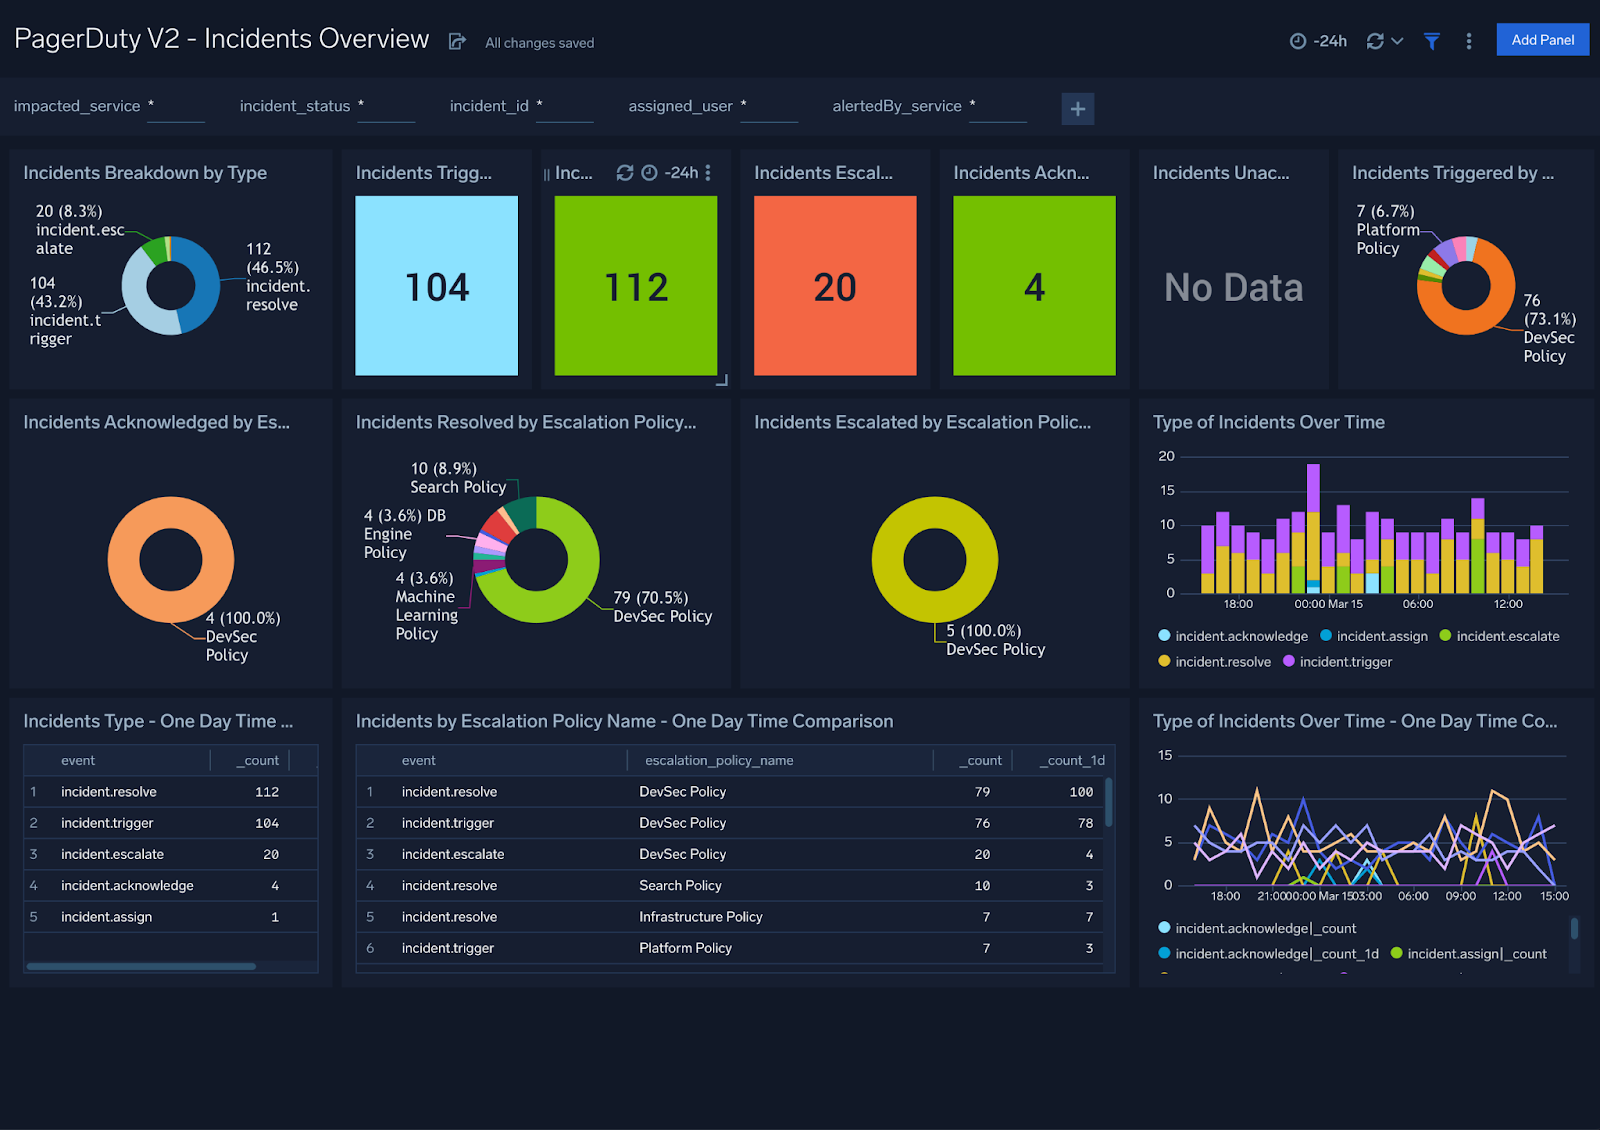 PagerDuty V2 - Incidents Overview
All changes saved
-24h
Add Panel
impacted_service *
incident_status *
incident_id *
assigned_user *
alertedBy_service *
+
Incidents Breakdown by Type
20 (8.3%)
incident.esc
alate
112
(46.5%)
incident.
resolve
104
(43.2%)
incident.t
rigger
Incidents Trigg...
104
Inc...
-24h
112
Incidents Escal...
20
Incidents Ackn...
4
Incidents Unac...
No Data
Incidents Triggered by ...
7 (6.7%)
Platform
Policy
76
(73.1%)
DevSec
Policy
Incidents Acknowledged by Es...
4 (100.0%)
DevSec
Policy
Incidents Resolved by Escalation Policy...
10 (8.9%)
Search Policy
4 (3.6%) DB
Engine
Policy
4 (3.6%)
Machine
Learning
Policy
79 (70.5%)
DevSec Policy
Incidents Escalated by Escalation Polic...
5 (100.0%)
DevSec Policy
Type of Incidents Over Time
20
15
10
5
0
18:00
00:00 Mar 15
06:00
12:00
incident.acknowledge
incident.assign
incident.escalate
incident.resolve
incident.trigger
Incidents Type - One Day Time ...
event _count
1 incident.resolve 112
2 incident.trigger 104
3 incident.escalate 20
4 incident.acknowledge 4
5 incident.assign 1
Incidents by Escalation Policy Name - One Day Time Comparison
event escalation_policy_name _count _count_1d
1 incident.resolve DevSec Policy 79 100
2 incident.trigger DevSec Policy 76 78
3 incident.escalate DevSec Policy 20 4
4 incident.resolve Search Policy 10 3
5 incident.resolve Infrastructure Policy 7 7
6 incident.trigger Platform Policy 7 3
Type of Incidents Over Time - One Day Time Co...
15
10
5
0
18:00
21:00
00:00 Mar 15
03:00
06:00
09:00
12:00
15:00
incident.acknowledge|_count
incident.acknowledge|_count_1d
incident.assign|_count